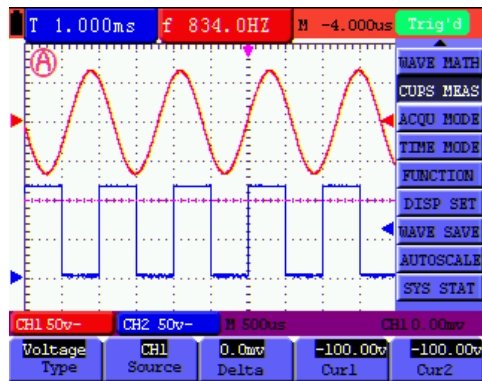 T 1.000ms f 834.0HZ M -4.000us Trig'd
A
WAVE MATH
CUPS MEAS
ACQU MODE
TIME MODE
FUNCTION
DISP SET
WAVE SAVE
AUTOSCALE
SYS STAT
CH1 50v- CH2 50v- M 500us CH1 0.00mv
Voltage CH1 0.0mv -100.00v -100.00v
Type Source Delta Cur1 Cur2